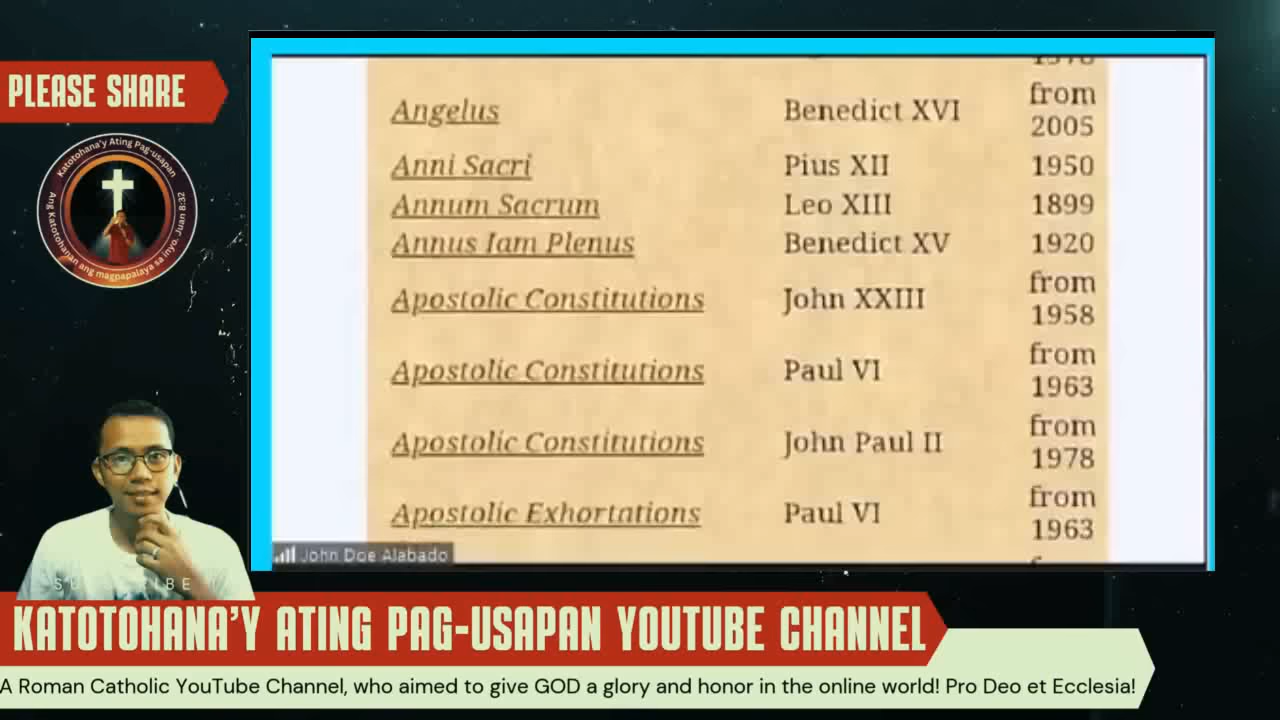 PLEASE SHARE
Katotohana'y Ating Pag-usapan
Ang Katotohanan ang magpapalaya sa inyo. Juan 8:32
Angelus Benedict XVI from 2005
Anni Sacri Pius XII 1950
Annum Sacrum Leo XIII 1899
Annus Iam Plenus Benedict XV 1920
Apostolic Constitutions John XXIII from 1958
Apostolic Constitutions Paul VI from 1963
Apostolic Constitutions John Paul II from 1978
Apostolic Exhortations Paul VI from 1963
John Doe Alabado
KATOTOHANA'Y ATING PAG-USAPAN YOUTUBE CHANNEL
A Roman Catholic YouTube Channel, who aimed to give GOD a glory and honor in the online world! Pro Deo et Ecclesia!